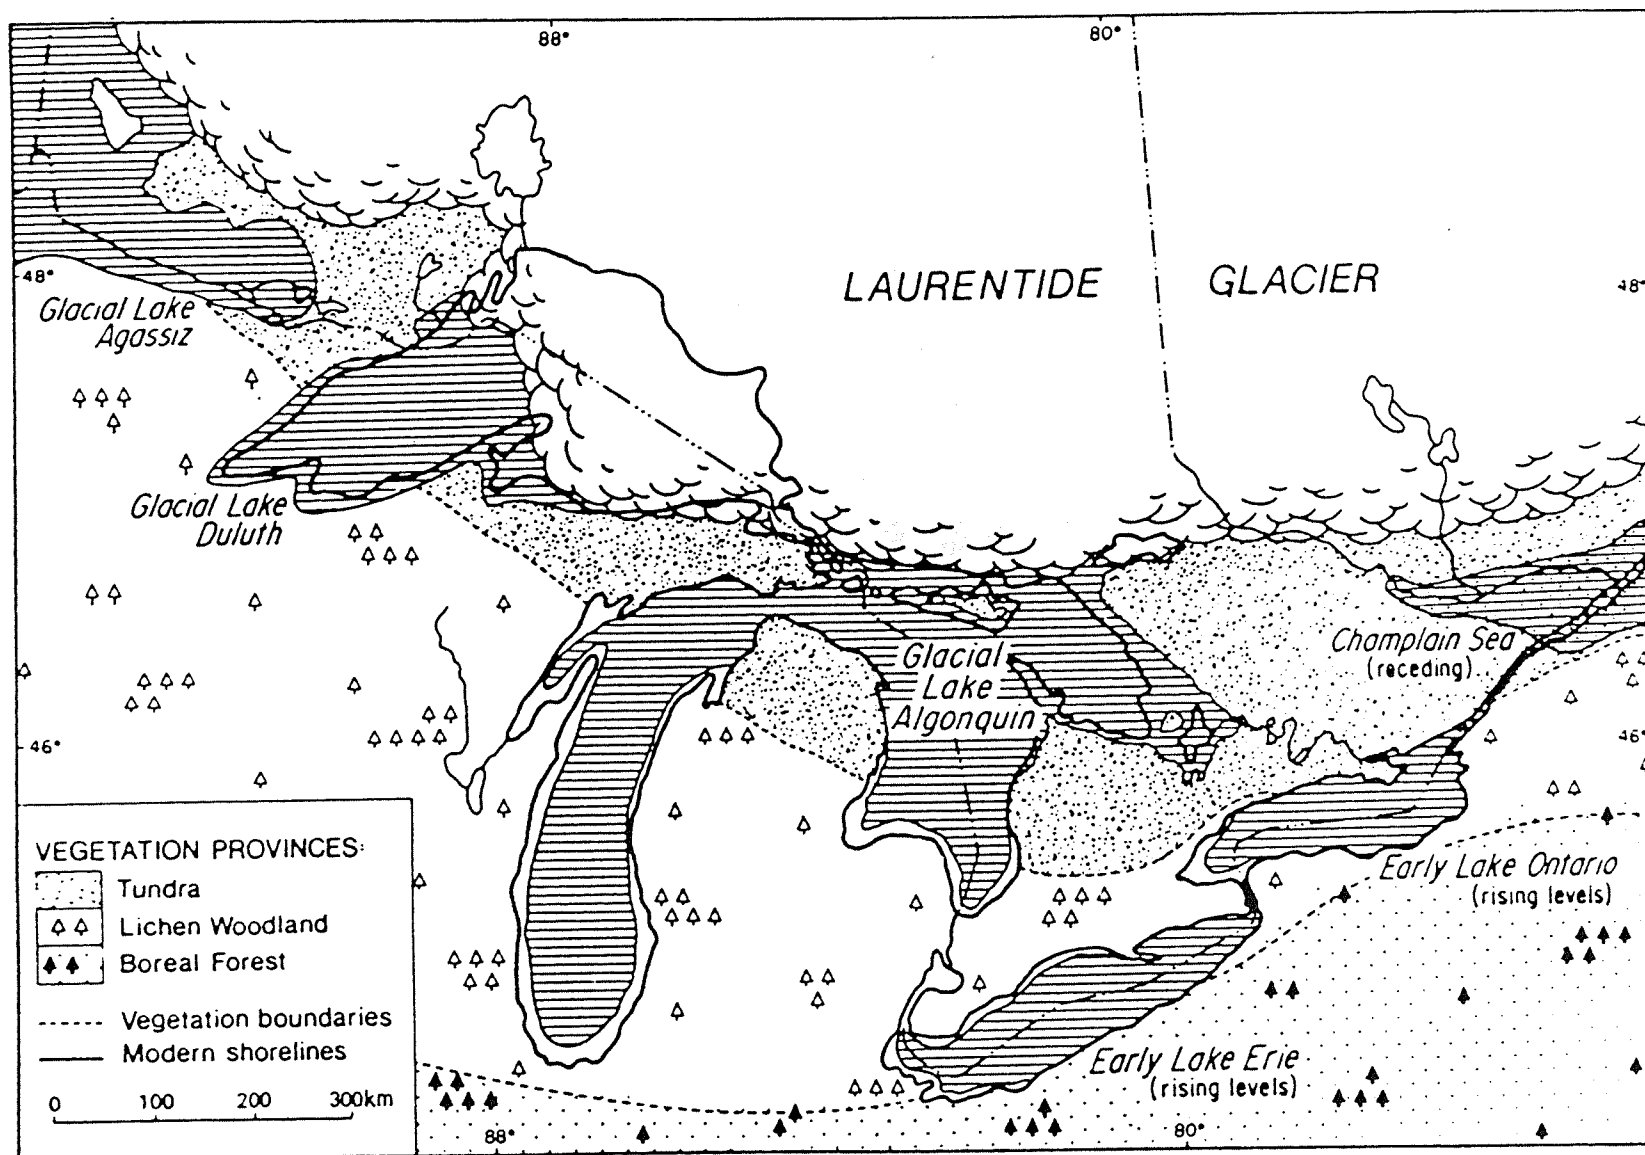 88°
80°
LAURENTIDE GLACIER
48°
48°
Glacial Lake
Agassiz
Glacial Lake
Duluth
Champlain Sea
(receding)
Glacial
Lake
Algonquin
46°
46°
VEGETATION PROVINCES:
Tundra
Lichen Woodland
Boreal Forest
Vegetation boundaries
Modern shorelines
0 100 200 300km
Early Lake Ontario
(rising levels)
Early Lake Erie
(rising levels)
88°
80°